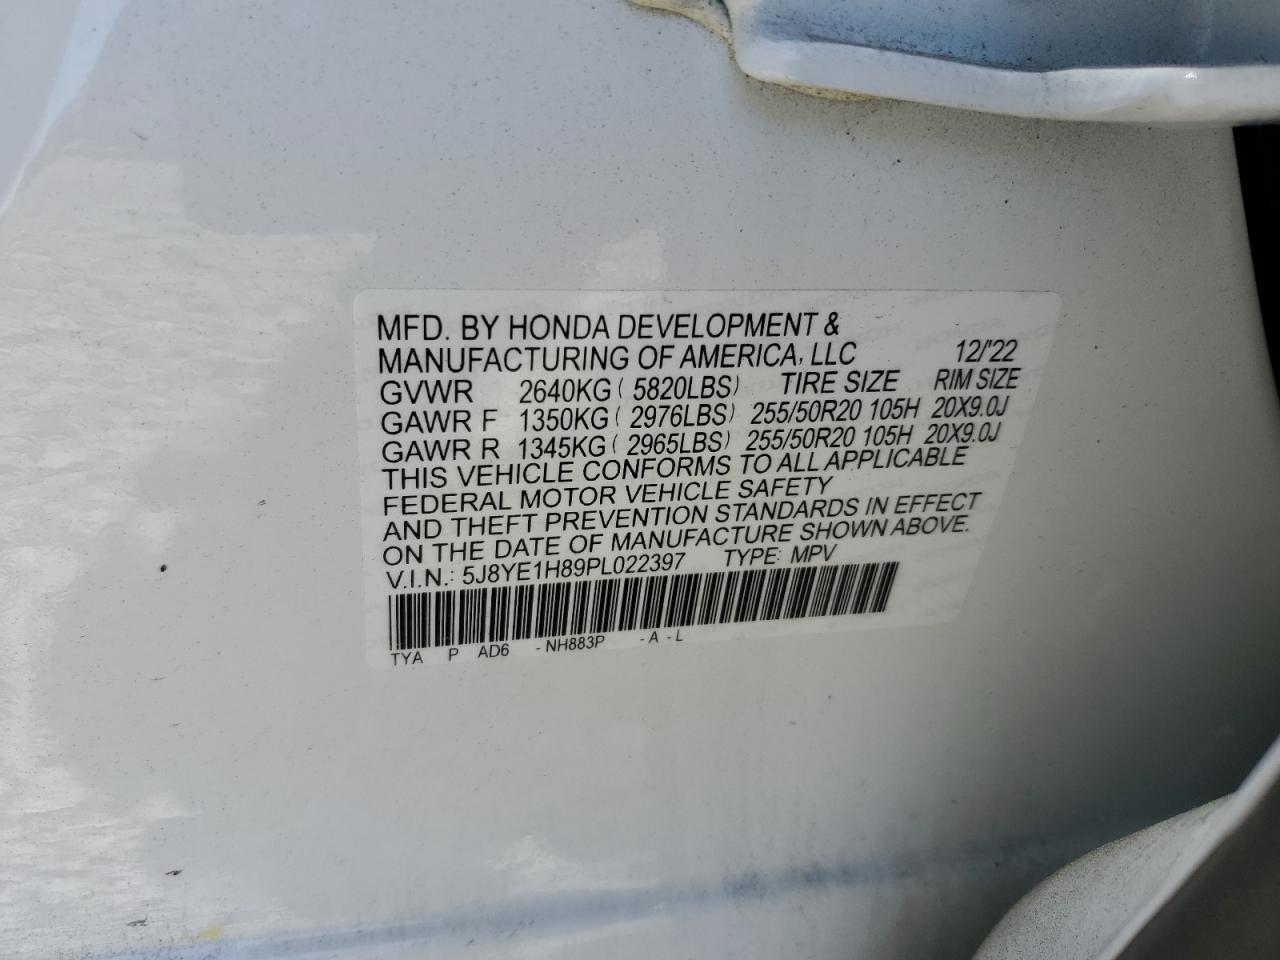 MFD. BY HONDA DEVELOPMENT &
MANUFACTURING OF AMERICA, LLC 12/'22
GVWR 2640KG ( 5820LBS) TIRE SIZE RIM SIZE
GAWR F 1350KG ( 2976LBS) 255/50R20 105H 20X9.0J
GAWR R 1345KG ( 2965LBS) 255/50R20 105H 20X9.0J
THIS VEHICLE CONFORMS TO ALL APPLICABLE
FEDERAL MOTOR VEHICLE SAFETY
AND THEFT PREVENTION STANDARDS IN EFFECT
ON THE DATE OF MANUFACTURE SHOWN ABOVE.
V.I.N.: 5J8YE1H89PL022397 TYPE: MPV
TYA P AD6 -NH883P -A -L